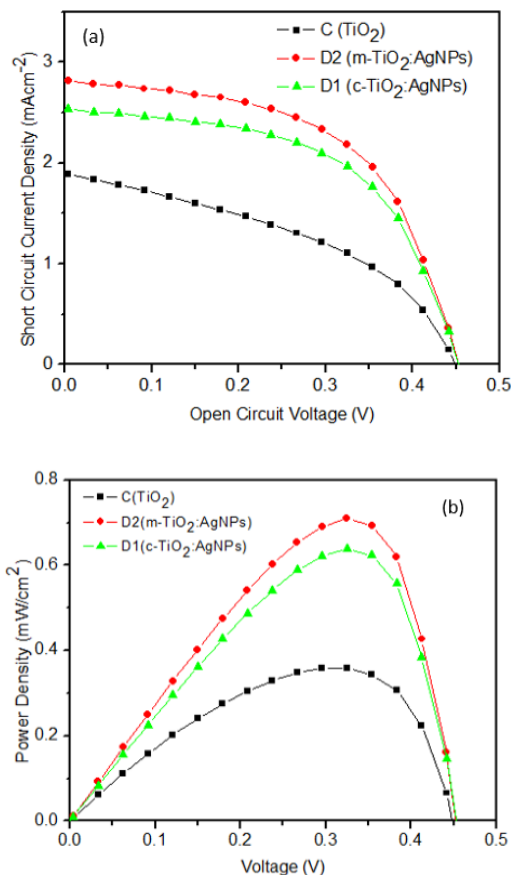 (a)
C (TiO₂)
D2 (m-TiO₂:AgNPs)
D1 (c-TiO₂:AgNPs)
Short Circuit Current Density (mAcm⁻²)
3
2
1
0
0.0 0.1 0.2 0.3 0.4 0.5
Open Circuit Voltage (V)
(b)
C(TiO₂)
D2(m-TiO₂:AgNPs)
D1(c-TiO₂:AgNPs)
Power Density (mW/cm²)
0.8
0.6
0.4
0.2
0.0
0.0 0.1 0.2 0.3 0.4 0.5
Voltage (V)